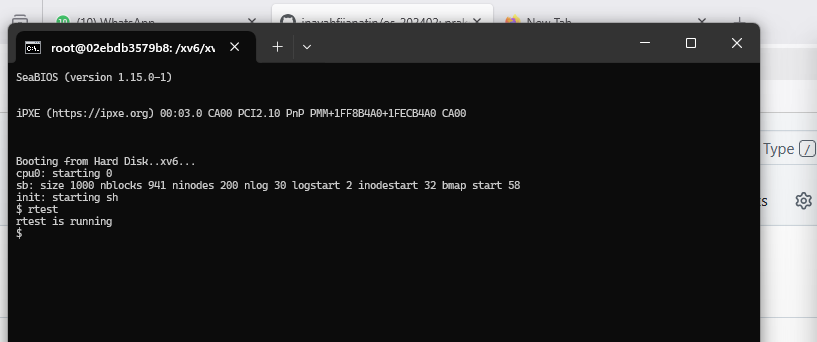 (10) WhatsApp
New Tab
root@02ebdb3579b8: /xv6/xv
SeaBIOS (version 1.15.0-1)
iPXE (https://ipxe.org) 00:03.0 CA00 PCI2.10 PnP PMM+1FF8B4A0+1FECB4A0 CA00
Type /
Booting from Hard Disk..xv6...
cpu0: starting 0
sb: size 1000 nblocks 941 ninodes 200 nlog 30 logstart 2 inodestart 32 bmap start 58
init: starting sh
$ rtest
rtest is running
$